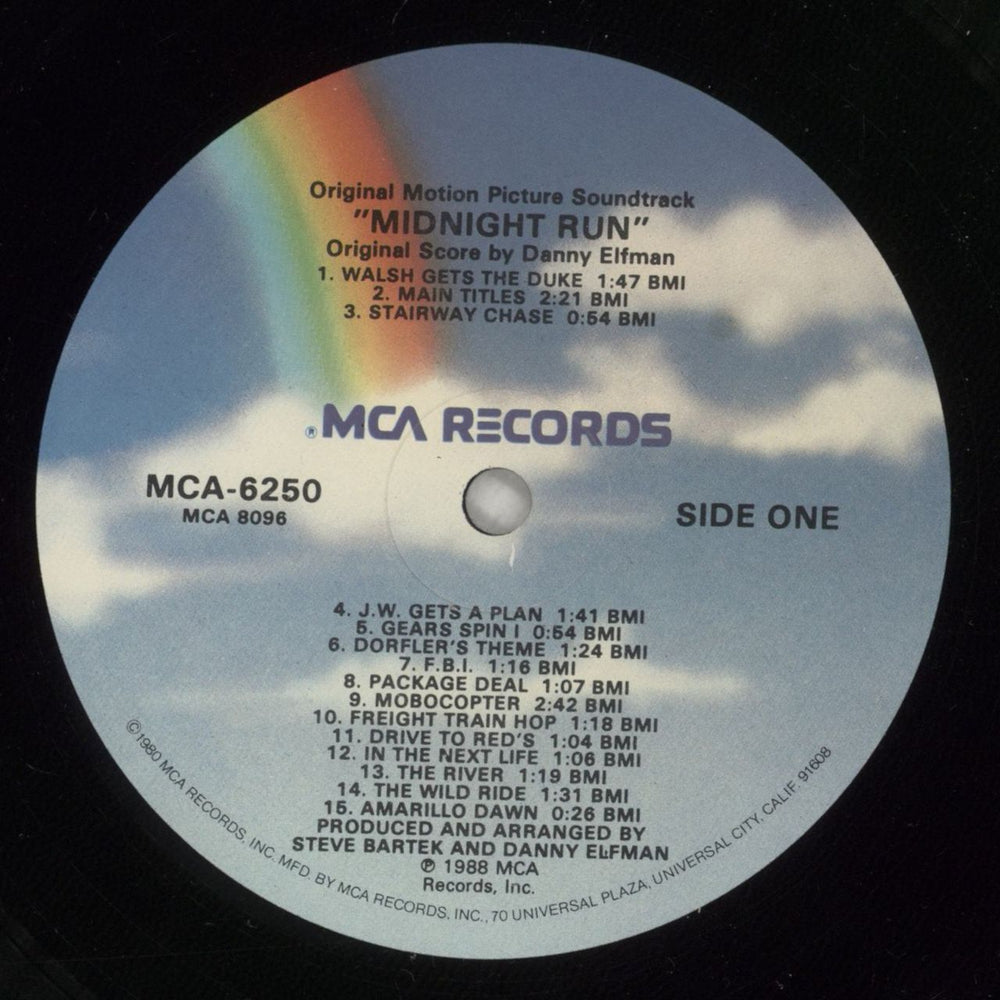 Original Motion Picture Soundtrack
"MIDNIGHT RUN"
Original Score by Danny Elfman
1. WALSH GETS THE DUKE 1:47 BMI
2. MAIN TITLES 2:21 BMI
3. STAIRWAY CHASE 0:54 BMI
® MCA RECORDS
MCA-6250
MCA 8096
SIDE ONE
4. J.W. GETS A PLAN 1:41 BMI
5. GEARS SPIN I 0:54 BMI
6. DORFLER'S THEME 1:24 BMI
7. F.B.I. 1:16 BMI
8. PACKAGE DEAL 1:07 BMI
9. MOBOCOPTER 2:42 BMI
10. FREIGHT TRAIN HOP 1:18 BMI
11. DRIVE TO RED'S 1:04 BMI
12. IN THE NEXT LIFE 1:06 BMI
13. THE RIVER 1:19 BMI
14. THE WILD RIDE 1:31 BMI
15. AMARILLO DAWN 0:26 BMI
PRODUCED AND ARRANGED BY
STEVE BARTEK AND DANNY ELFMAN
℗ 1988 MCA
Records, Inc.
©1980 MCA RECORDS, INC. MFD. BY MCA RECORDS, INC., 70 UNIVERSAL PLAZA, UNIVERSAL CITY, CALIF. 91608